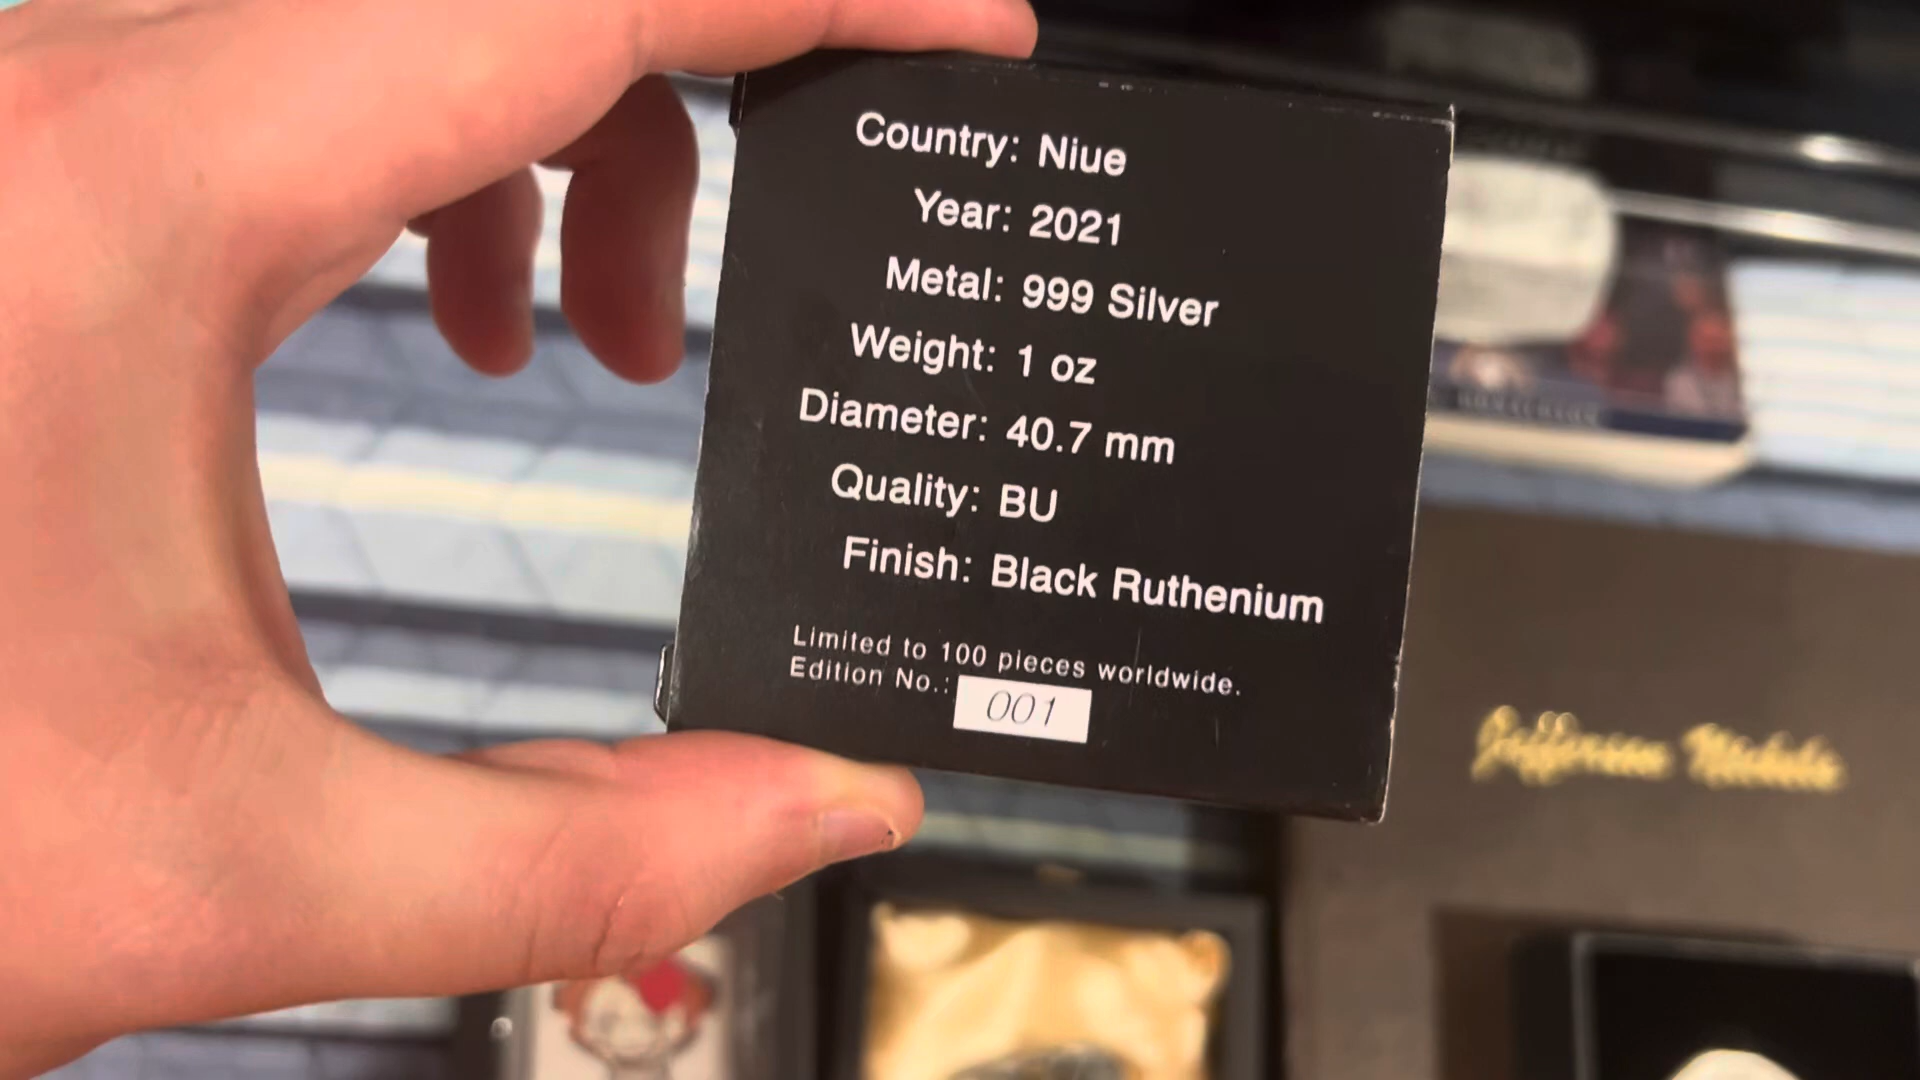 Country: Niue
Year: 2021
Metal: 999 Silver
Weight: 1 oz
Diameter: 40.7 mm
Quality: BU
Finish: Black Ruthenium
Limited to 100 pieces worldwide.
Edition No.: 001
Jefferson Nichols